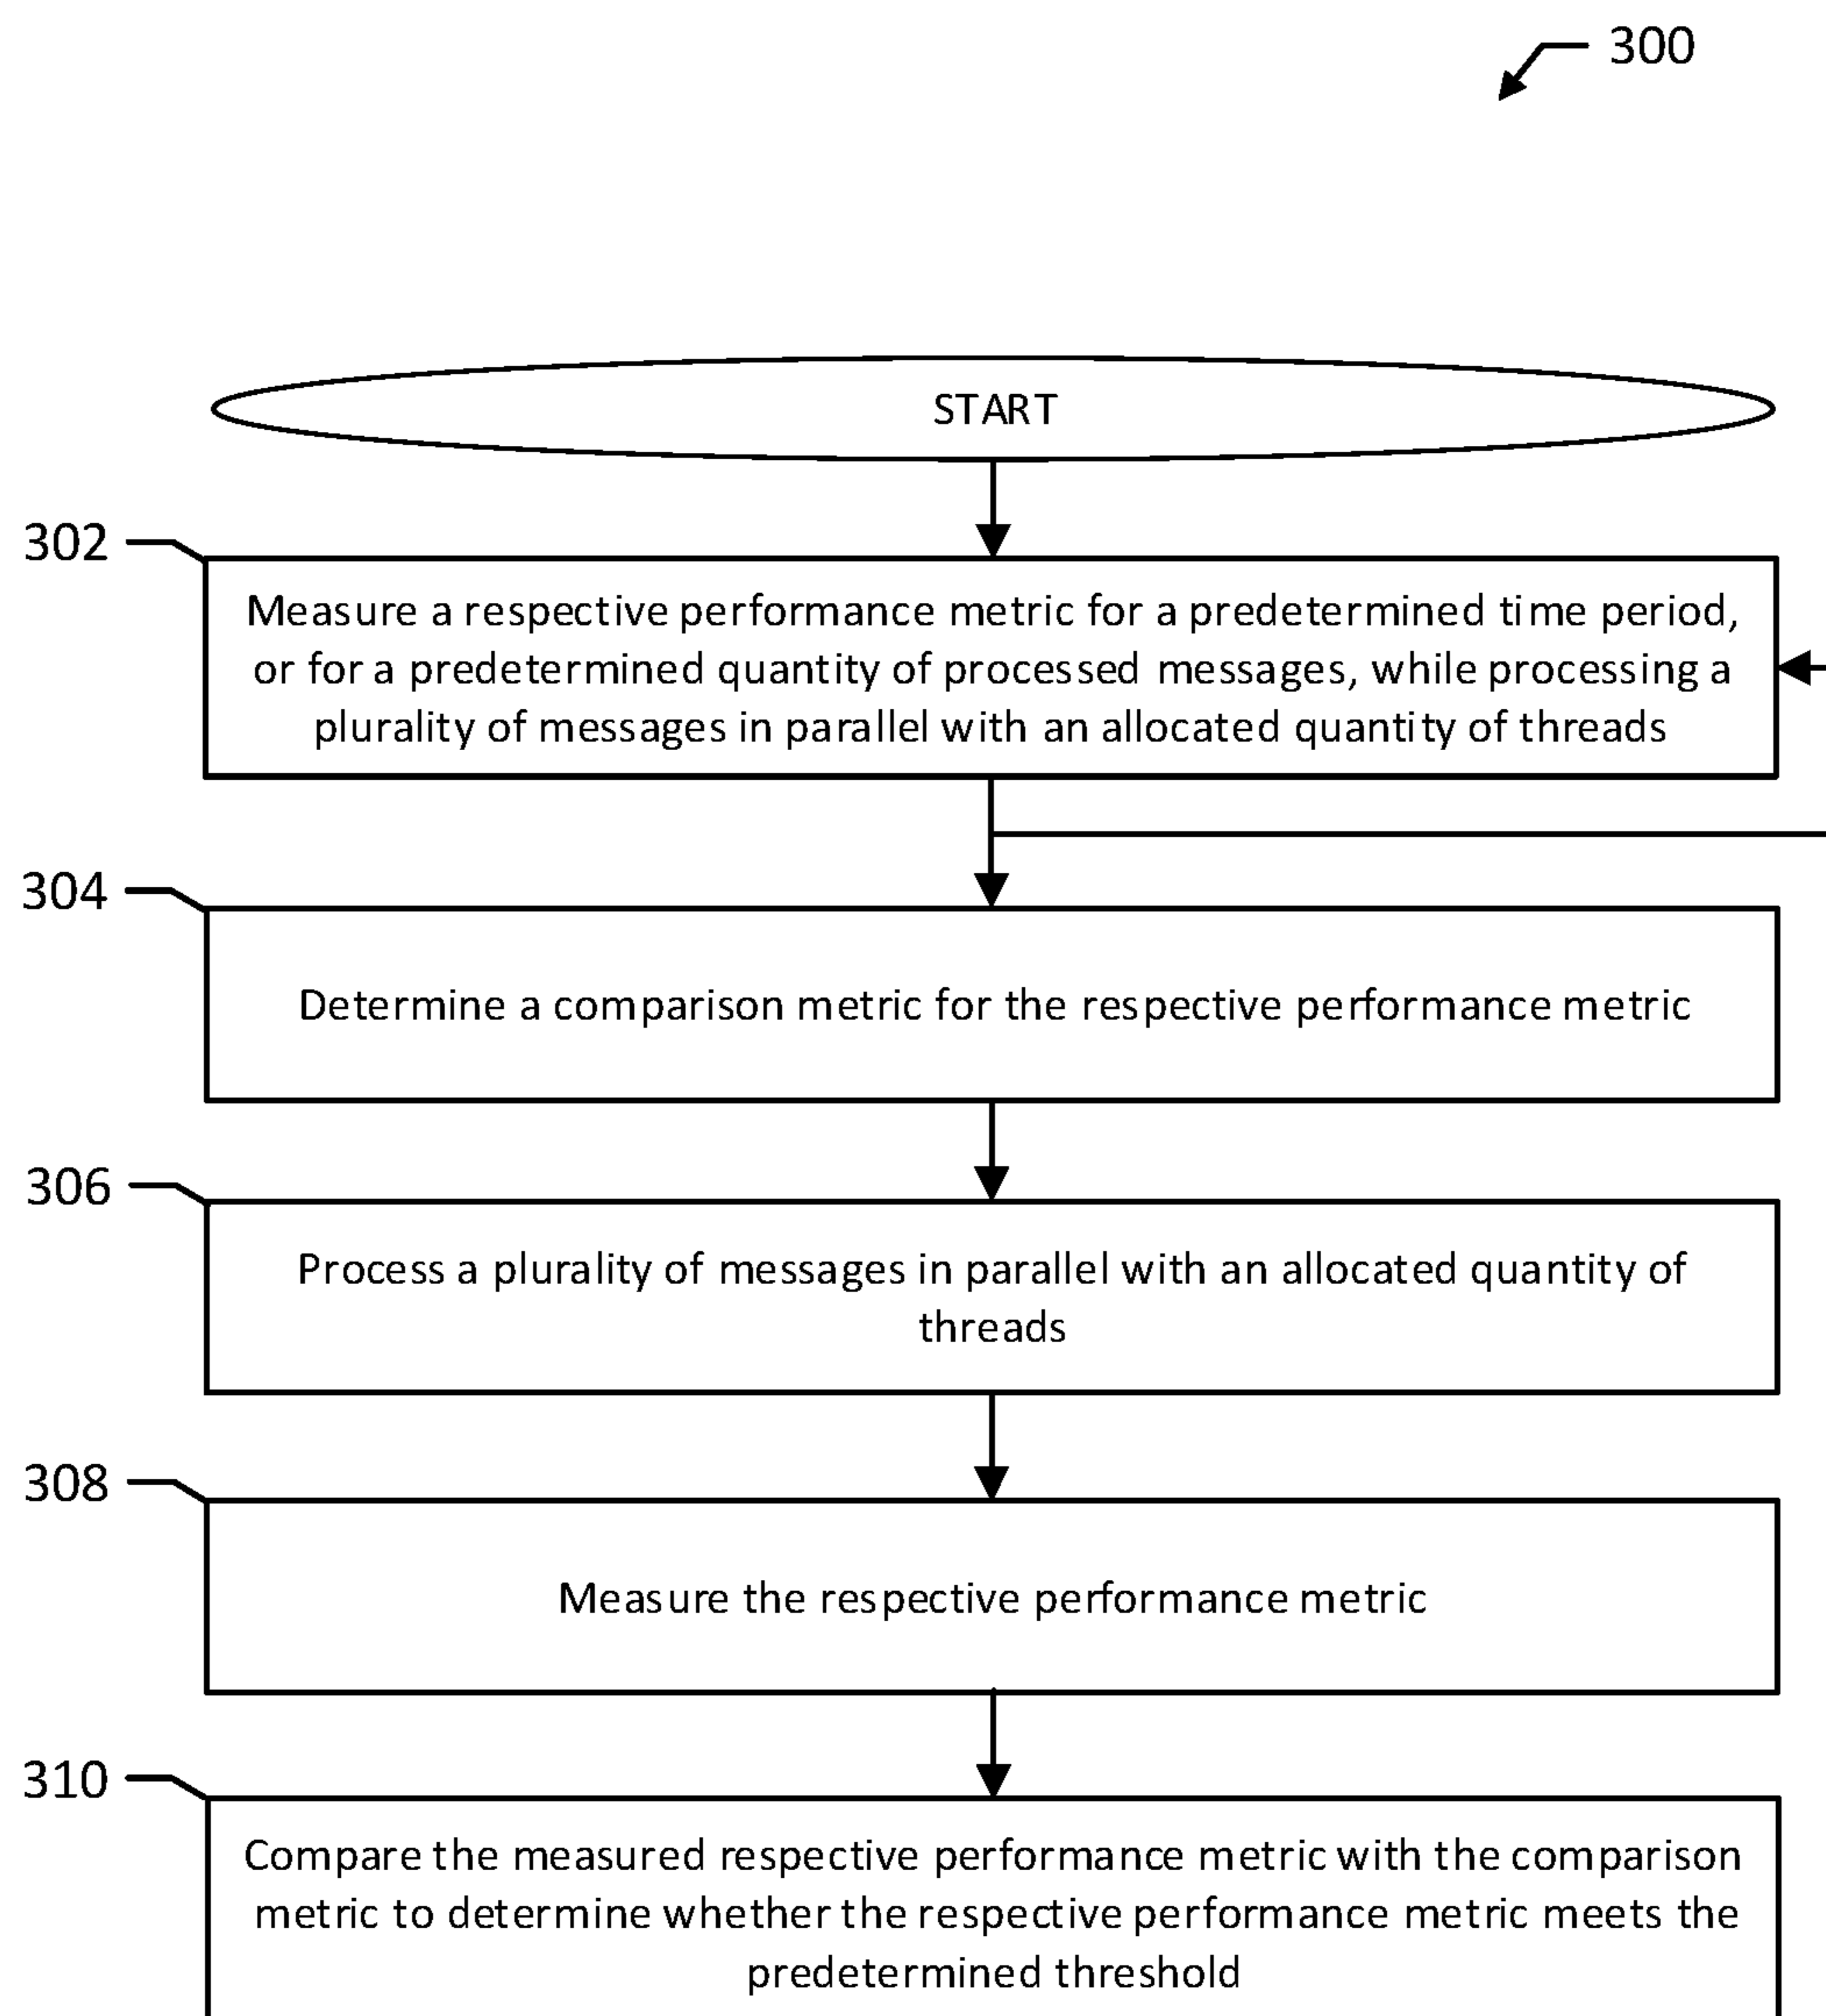 300
START
302
Measure a respective performance metric for a predetermined time period,
or for a predetermined quantity of processed messages, while processing a
plurality of messages in parallel with an allocated quantity of threads
304
Determine a comparison metric for the respective performance metric
306
Process a plurality of messages in parallel with an allocated quantity of
threads
308
Measure the respective performance metric
310
Compare the measured respective performance metric with the comparison
metric to determine whether the respective performance metric meets the
predetermined threshold